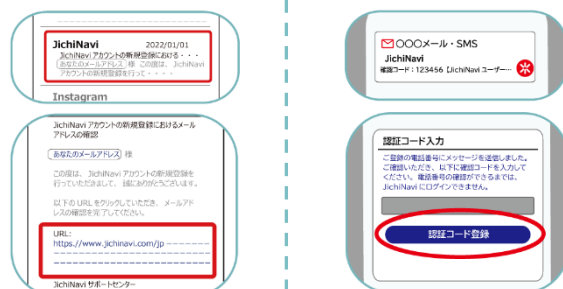 JichiNavi 2022/01/01
JichiNavi アカウントの新規登録における・・・
あなたのメールアドレス 様 この度は、 JichiNavi
アカウントの新規登録を行って・・・・
Instagram
JichiNavi アカウントの新規登録におけるメール
アドレスの確認
あなたのメールアドレス 様
この度は、 JichiNavi アカウントの新規登録を
行っていただきまして、 誠にありがとうございます。
以下の URL をクリックしていただき、 メールアド
レスの確認を完了してください。
URL:
https://www.jichinavi.com/jp
JichiNavi サポートセンター
〇〇〇メール・SMS
JichiNavi
確認コード：123456【JichiNavi ユーザー…
認証コード入力
ご登録の電話番号にメッセージを送信しました。
ご確認いただき、以下に確認コードを入力して
ください。電話番号の確認ができるまでは、
JichiNavi にログインできません。
認証コード登録